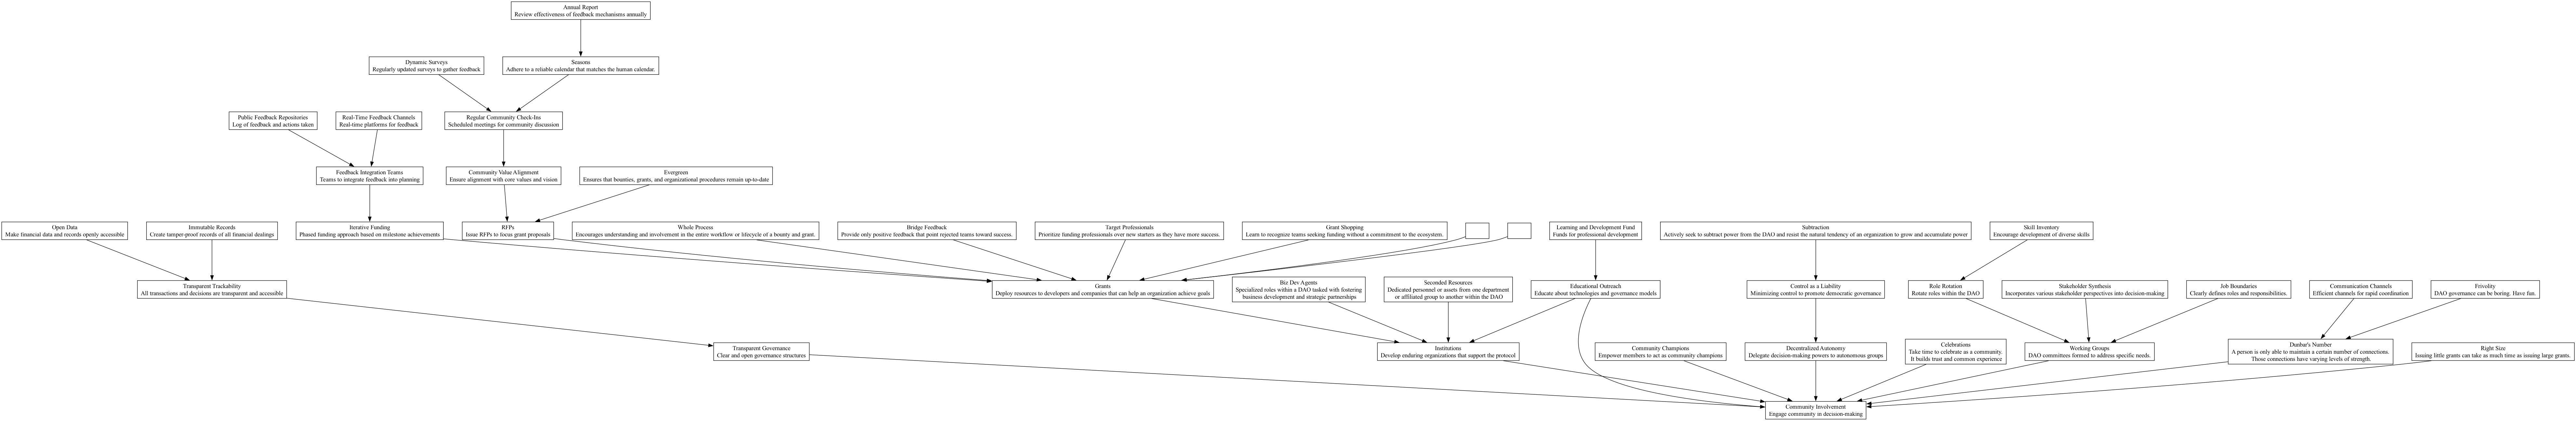 Annual Report
Review effectiveness of feedback mechanisms annually
Dynamic Surveys
Regularly updated surveys to gather feedback
Seasons
Adhere to a reliable calendar that matches the human calendar.
Public Feedback Repositories
Log of feedback and actions taken
Real-Time Feedback Channels
Real-time platforms for feedback
Regular Community Check-Ins
Scheduled meetings for community discussion
Feedback Integration Teams
Teams to integrate feedback into planning
Community Value Alignment
Ensure alignment with core values and vision
Evergreen
Ensures that bounties, grants, and organizational procedures remain up-to-date
Open Data
Make financial data and records openly accessible
Immutable Records
Create tamper-proof records of all financial dealings
Iterative Funding
Phased funding approach based on milestone achievements
RFPs
Issue RFPs to focus grant proposals
Whole Process
Encourages understanding and involvement in the entire workflow or lifecycle of a bounty and grant.
Bridge Feedback
Provide only positive feedback that point rejected teams toward success.
Target Professionals
Prioritize funding professionals over new starters as they have more success.
Grant Shopping
Learn to recognize teams seeking funding without a commitment to the ecosystem.
Learning and Development Fund
Funds for professional development
Subtraction
Actively seek to subtract power from the DAO and resist the natural tendency of an organization to grow and accumulate power
Skill Inventory
Encourage development of diverse skills
Transparent Trackability
All transactions and decisions are transparent and accessible
Grants
Deploy resources to developers and companies that can help an organization achieve goals
Biz Dev Agents
Specialized roles within a DAO tasked with fostering
business development and strategic partnerships
Seconded Resources
Dedicated personnel or assets from one department
or affiliated group to another within the DAO
Educational Outreach
Educate about technologies and governance models
Control as a Liability
Minimizing control to promote democratic governance
Role Rotation
Rotate roles within the DAO
Stakeholder Synthesis
Incorporates various stakeholder perspectives into decision-making
Job Boundaries
Clearly defines roles and responsibilities.
Communication Channels
Efficient channels for rapid coordination
Frivolity
DAO governance can be boring. Have fun.
Transparent Governance
Clear and open governance structures
Institutions
Develop enduring organizations that support the protocol
Community Champions
Empower members to act as community champions
Decentralized Autonomy
Delegate decision-making powers to autonomous groups
Celebrations
Take time to celebrate as a community.
It builds trust and common experience
Working Groups
DAO committees formed to address specific needs.
Dunbar's Number
A person is only able to maintain a certain number of connections.
Those connections have varying levels of strength.
Right Size
Issuing little grants can take as much time as issuing large grants.
Community Involvement
Engage community in decision-making